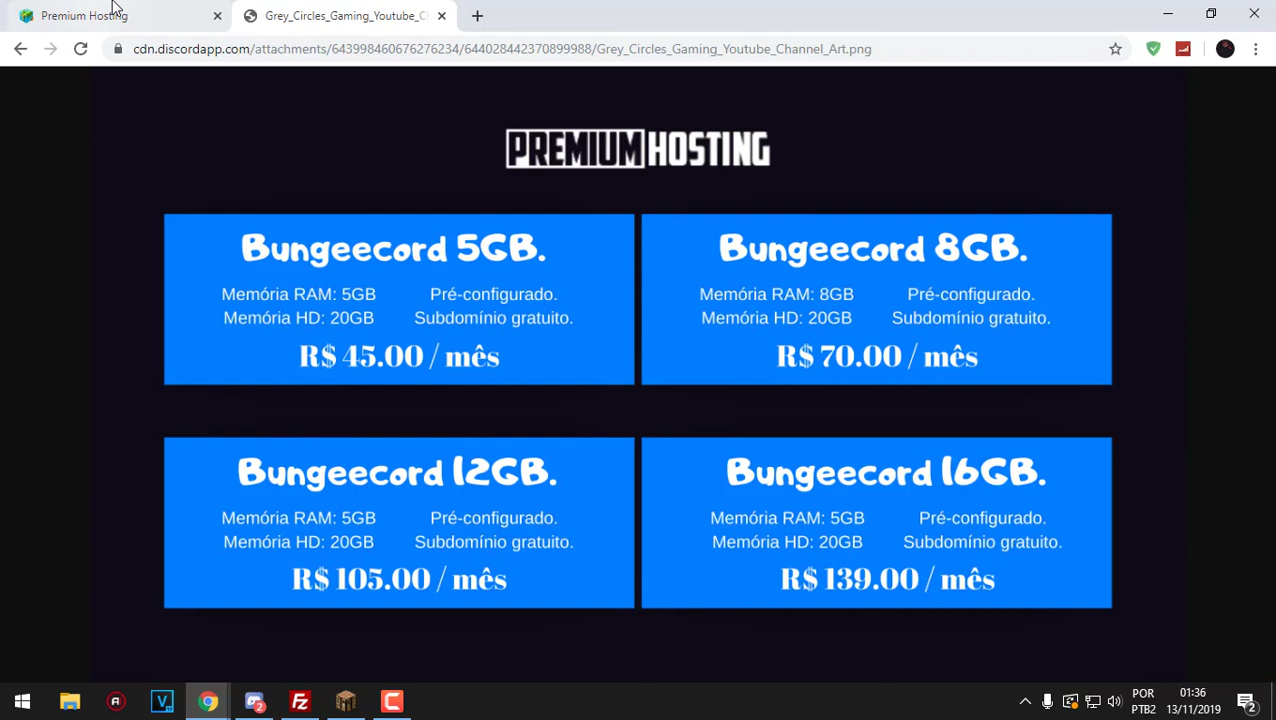 Premium Hosting
Grey_Circles_Gaming_Youtube_C
cdn.discordapp.com/attachments/643998460676276234/644028442370899988/Grey_Circles_Gaming_Youtube_Channel_Art.png
PREMIUM HOSTING
Bungeecord 5GB.
Memória RAM: 5GB Pré-configurado.
Memória HD: 20GB Subdomínio gratuito.
R$ 45.00 / mês
Bungeecord 8GB.
Memória RAM: 8GB Pré-configurado.
Memória HD: 20GB Subdomínio gratuito.
R$ 70.00 / mês
Bungeecord 12GB.
Memória RAM: 5GB Pré-configurado.
Memória HD: 20GB Subdomínio gratuito.
R$ 105.00 / mês
Bungeecord 16GB.
Memória RAM: 5GB Pré-configurado.
Memória HD: 20GB Subdomínio gratuito.
R$ 139.00 / mês
POR 01:36
PTB2 13/11/2019
2
2